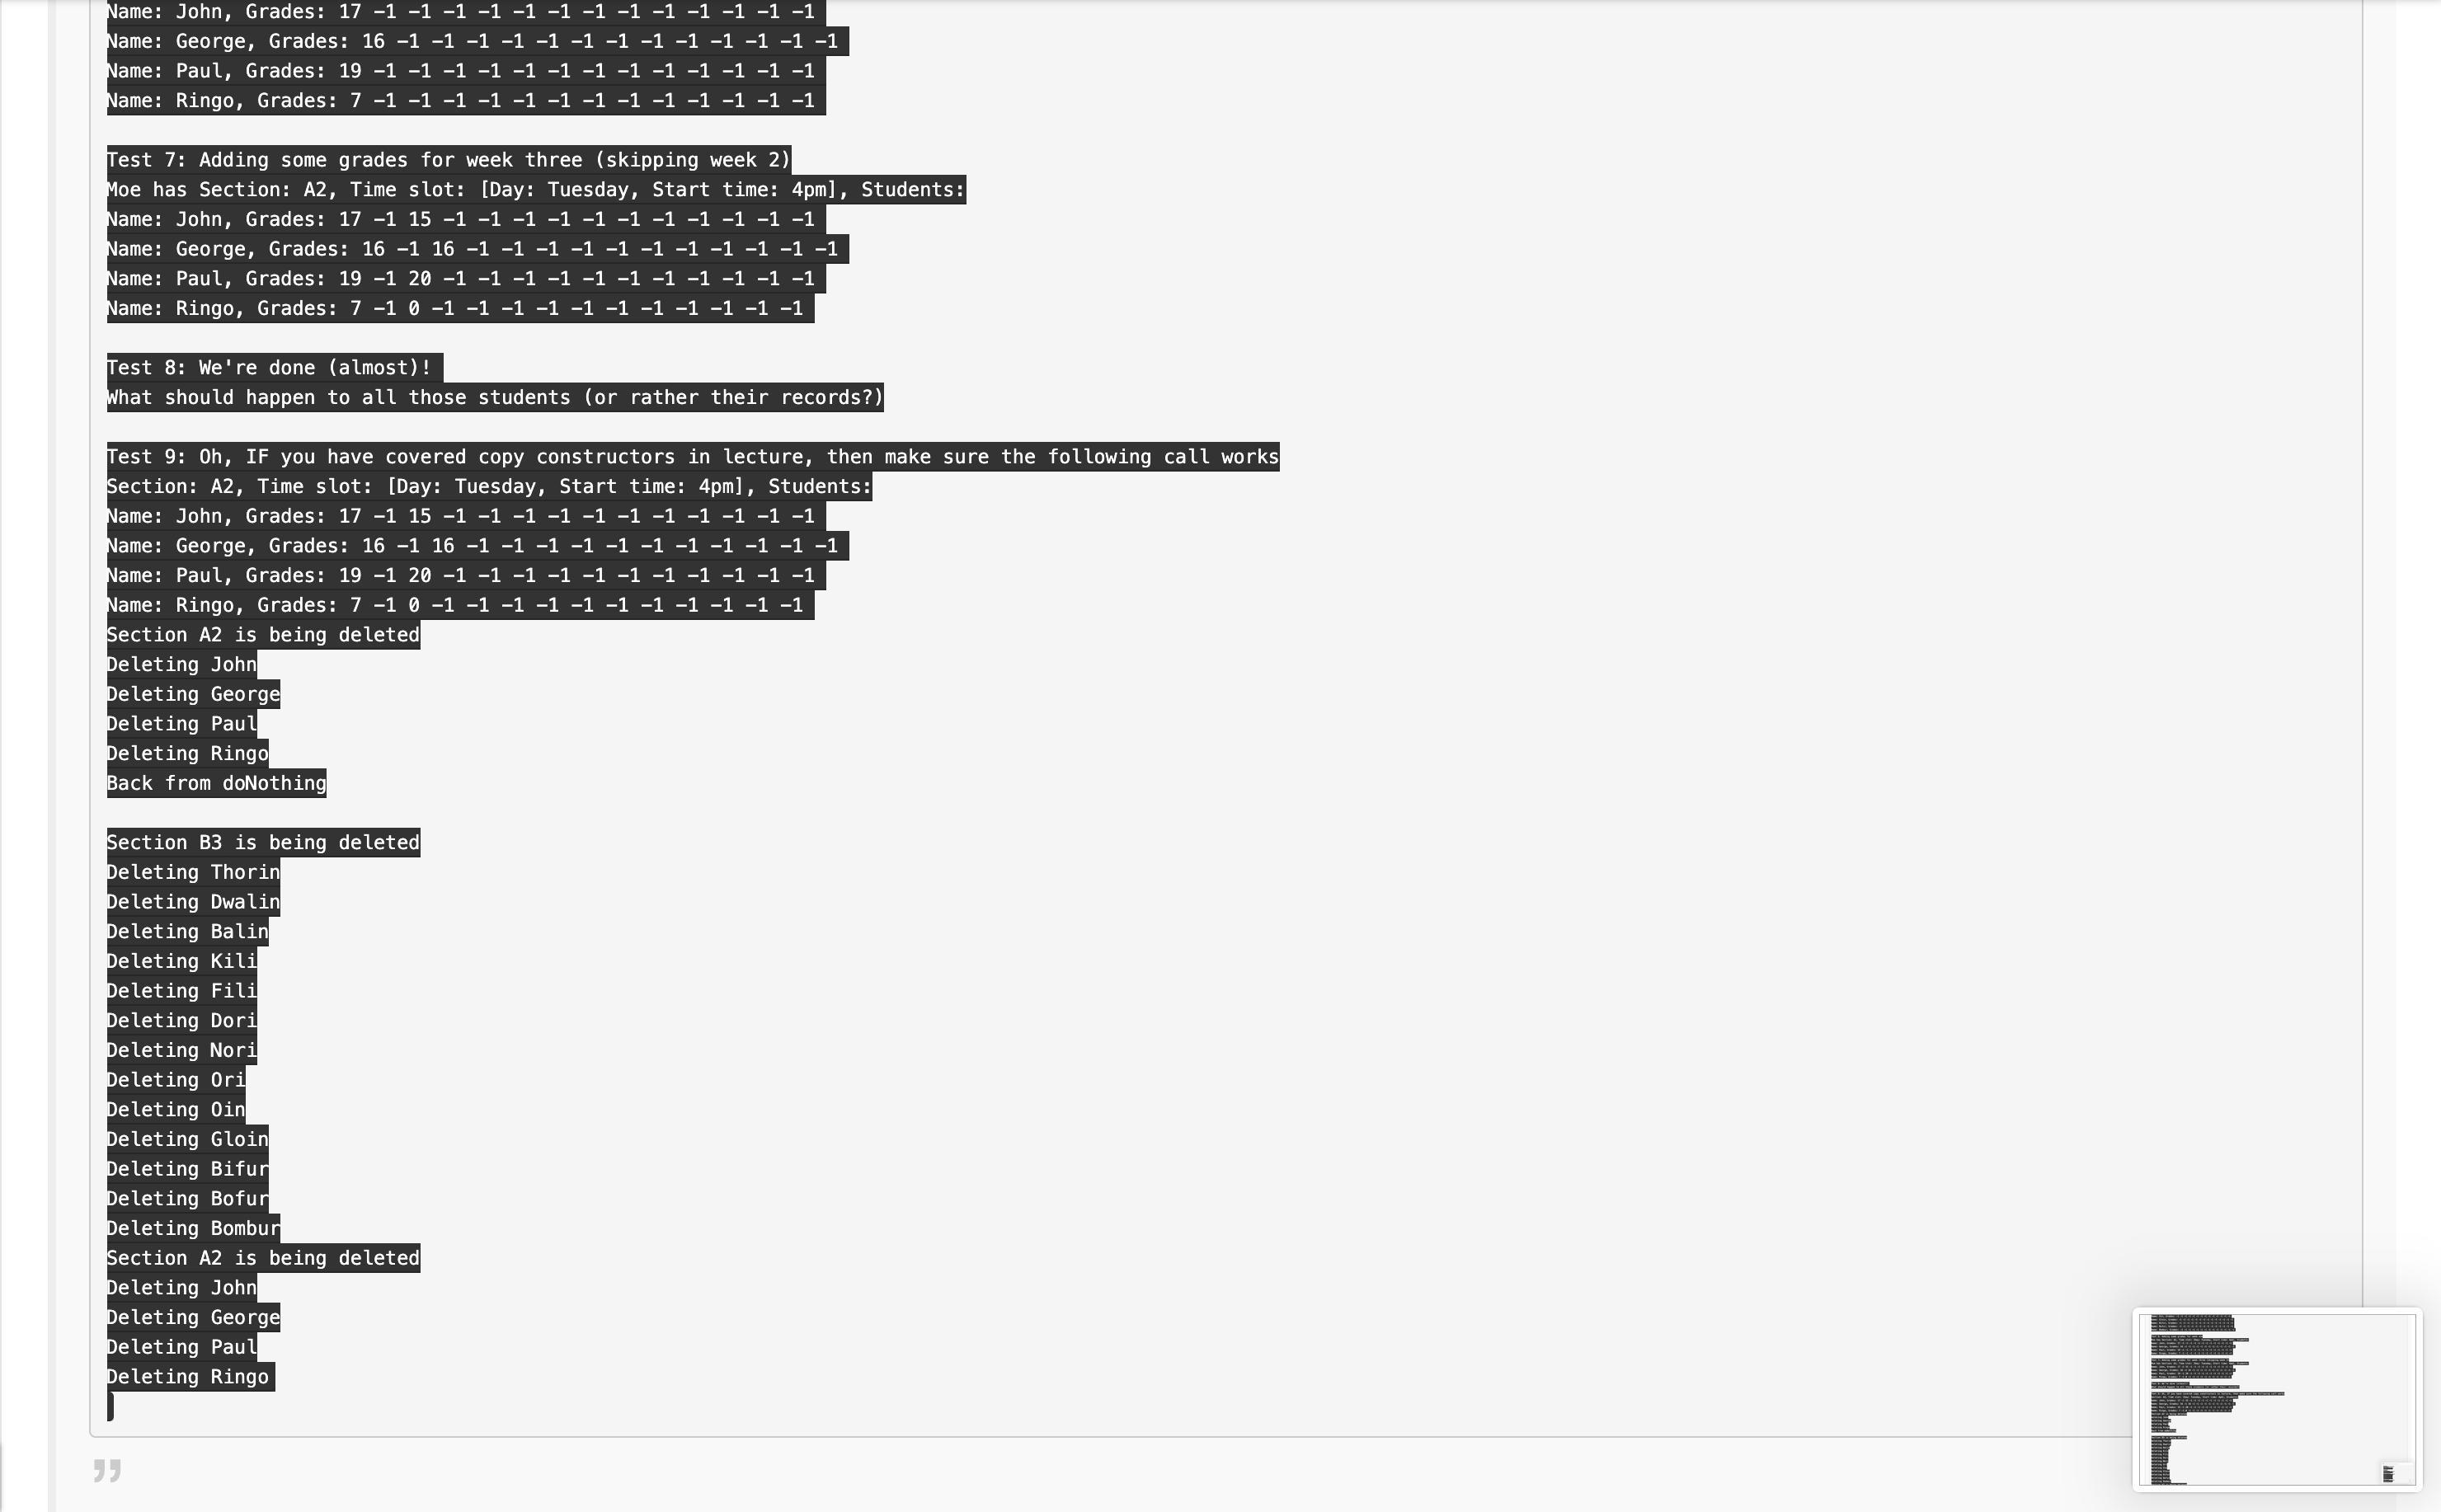 Name: John, Grades: 17 -1 -1 -1 -1 -1 -1 -1 -1 -1 -1 -1 -1 -1
Name: George, Grades: 16 -1 -1 -1 -1 -1 -1 -1 -1 -1 -1 -1 -1 -1
Name: Paul, Grades: 19 -1 -1 -1 -1 -1 -1 -1 -1 -1 -1 -1 -1 -1
Name: Ringo, Grades: 7 -1 -1 -1 -1 -1 -1 -1 -1 -1 -1 -1 -1 -1
Test 7: Adding some grades for week three (skipping week 2)
Moe has Section: A2, Time slot: [Day: Tuesday, Start time: 4pm], Students:
Name: John, Grades: 17 -1 15 -1 -1 -1 -1 -1 -1 -1 -1 -1 -1 -1
Name: George, Grades: 16 -1 16 -1 -1 -1 -1 -1 -1 -1 -1 -1 -1 -1
Name: Paul, Grades: 19 -1 20 -1 -1 -1 -1 -1 -1 -1 -1 -1 -1 -1
Name: Ringo, Grades: 7 -1 0 -1 -1 -1 -1 -1 -1 -1 -1 -1 -1 -1
Test 8: We're done (almost)!
What should happen to all those students (or rather their records?)
Test 9: Oh, IF you have covered copy constructors in lecture, then make sure the following call works
Section: A2, Time slot: [Day: Tuesday, Start time: 4pm], Students:
Name: John, Grades: 17 -1 15 -1 -1 -1 -1 -1 -1 -1 -1 -1 -1 -1
Name: George, Grades: 16 -1 16 -1 -1 -1 -1 -1 -1 -1 -1 -1 -1 -1
Name: Paul, Grades: 19 -1 20 -1 -1 -1 -1 -1 -1 -1 -1 -1 -1 -1
Name: Ringo, Grades: 7 -1 0 -1 -1 -1 -1 -1 -1 -1 -1 -1 -1 -1
Section A2 is being deleted
Deleting John
Deleting George
Deleting Paul
Deleting Ringo
Back from doNothing
Section B3 is being deleted
Deleting Thorin
Deleting Dwalin
Deleting Balin
Deleting Kili
Deleting Fili
Deleting Dori
Deleting Nori
Deleting Ori
Deleting Oin
Deleting Gloin
Deleting Bifur
Deleting Bofur
Deleting Bombur
Section A2 is being deleted
Deleting John
Deleting George
Deleting Paul
Deleting Ringo